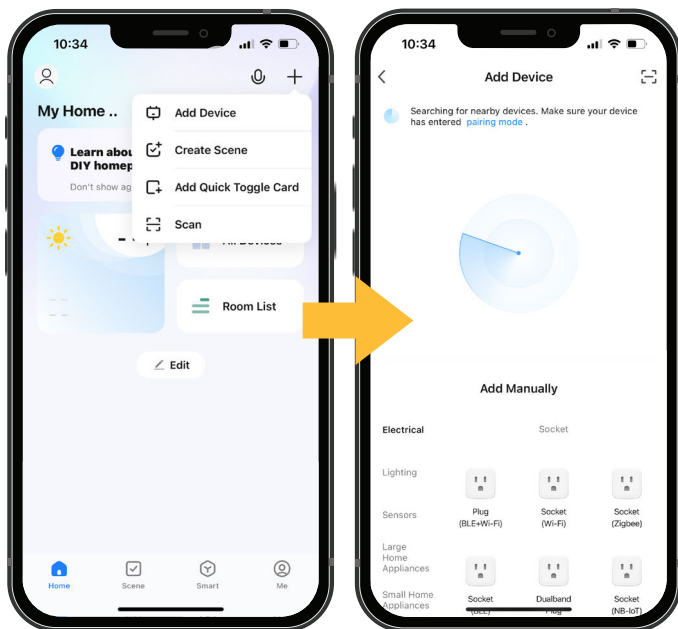 10:34
My Home ..
Add Device
Create Scene
Add Quick Toggle Card
Scan
Learn abou
DIY homep
Don't show ag
Room List
Edit
Home
Scene
Smart
Me
10:34
Add Device
Searching for nearby devices. Make sure your device
has entered pairing mode .
Add Manually
Electrical
Socket
Lighting
Sensors
Large
Home
Appliances
Small Home
Appliances
Plug
(BLE+Wi-Fi)
Socket
(Wi-Fi)
Socket
(Zigbee)
Socket
(BLE)
Dualband
Plug
Socket
(NB-IoT)